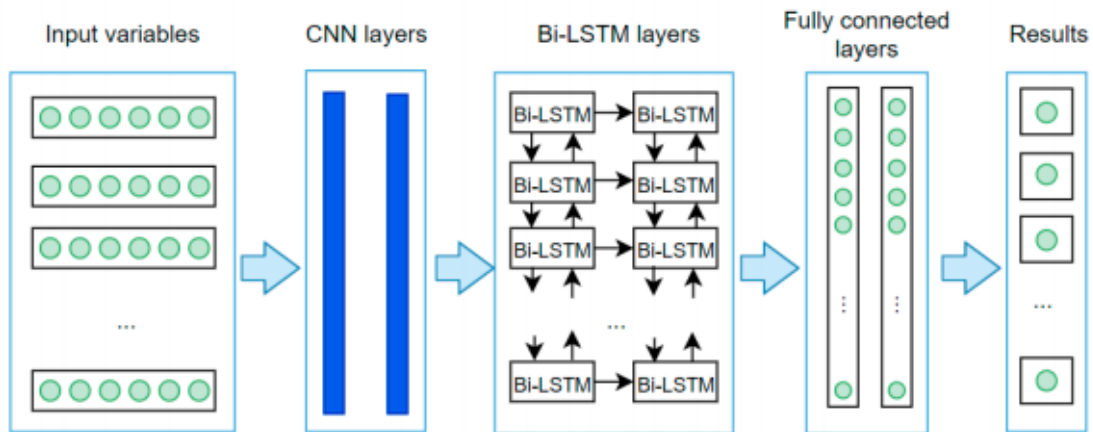 Input variables
CNN layers
Bi-LSTM layers
Fully connected
layers
Results
Bi-LSTM
Bi-LSTM
Bi-LSTM
Bi-LSTM
Bi-LSTM
Bi-LSTM
...
...
...
...
...
Bi-LSTM
Bi-LSTM